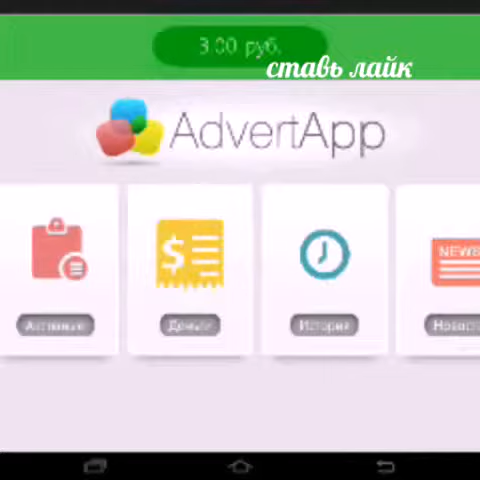 3.00 руб.
ставь лайк
AdvertApp
$
NEWS
Активные
Деньги
История
Новост